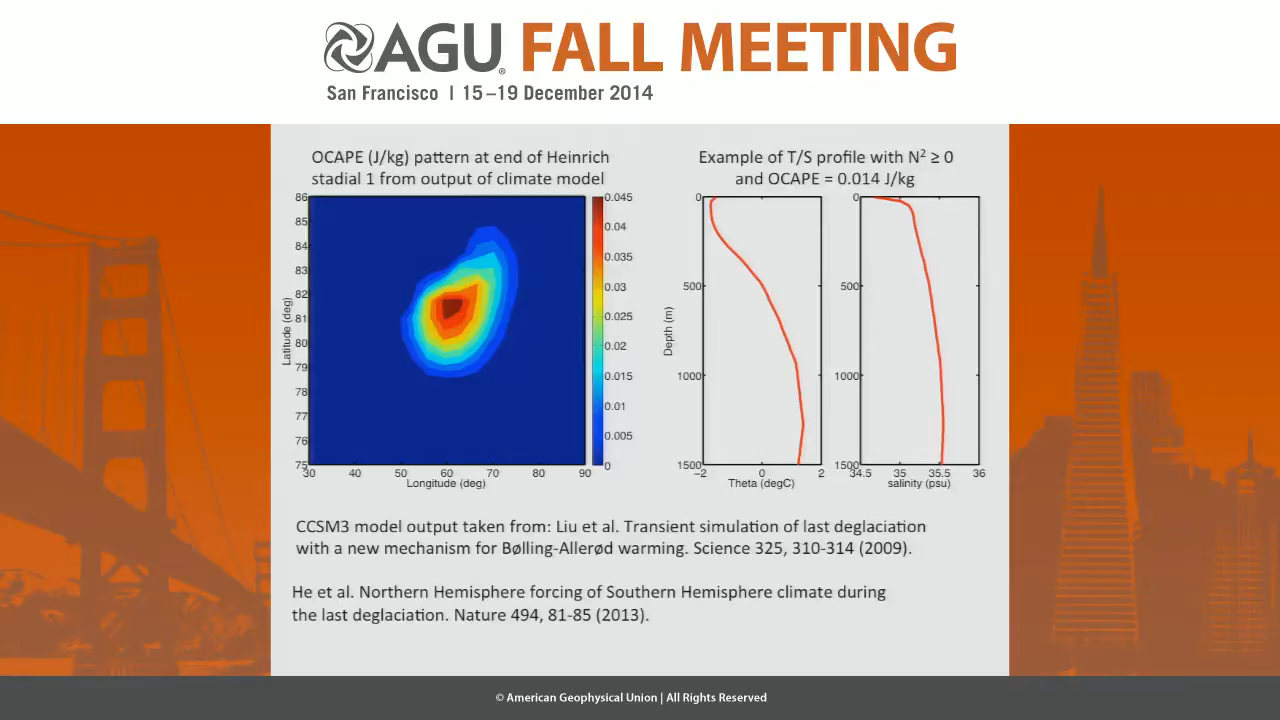 AGU FALL MEETING
San Francisco | 15–19 December 2014
OCAPE (J/kg) pattern at end of Heinrich
stadial 1 from output of climate model
86
85
84
83
82
81
80
79
78
77
76
75
Latitude (deg)
30 40 50 60 70 80 90
Longitude (deg)
0.045
0.04
0.035
0.03
0.025
0.02
0.015
0.01
0.005
0
Example of T/S profile with N² ≥ 0
and OCAPE = 0.014 J/kg
0
500
1000
1500
Depth (m)
−2 0 2
Theta (degC)
0
500
1000
1500
34.5 35 35.5 36
salinity (psu)
CCSM3 model output taken from: Liu et al. Transient simulation of last deglaciation
with a new mechanism for Bølling-Allerød warming. Science 325, 310-314 (2009).
He et al. Northern Hemisphere forcing of Southern Hemisphere climate during
the last deglaciation. Nature 494, 81-85 (2013).
© American Geophysical Union | All Rights Reserved